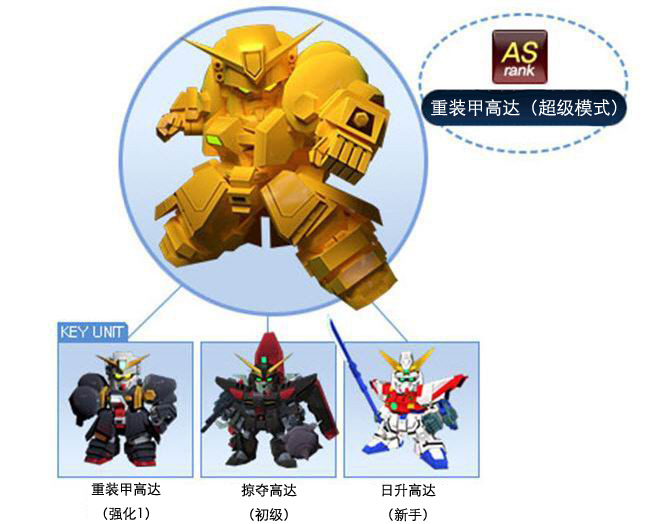 AS
rank
重装甲高达（超级模式）
KEY UNIT
重装甲高达
（强化1）
掠夺高达
（初级）
日升高达
（新手）